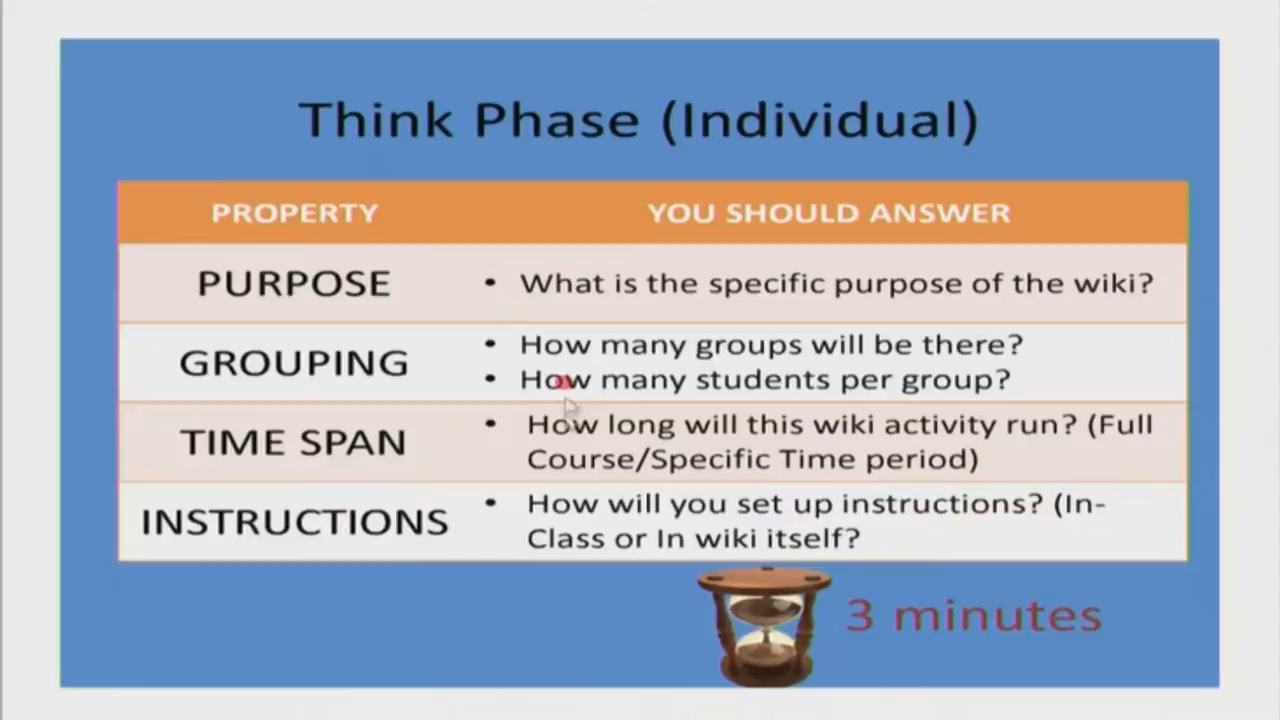 Think Phase (Individual)
PROPERTY YOU SHOULD ANSWER
PURPOSE • What is the specific purpose of the wiki?
GROUPING • How many groups will be there?
• How many students per group?
TIME SPAN • How long will this wiki activity run? (Full
Course/Specific Time period)
INSTRUCTIONS • How will you set up instructions? (In-
Class or In wiki itself?
3 minutes